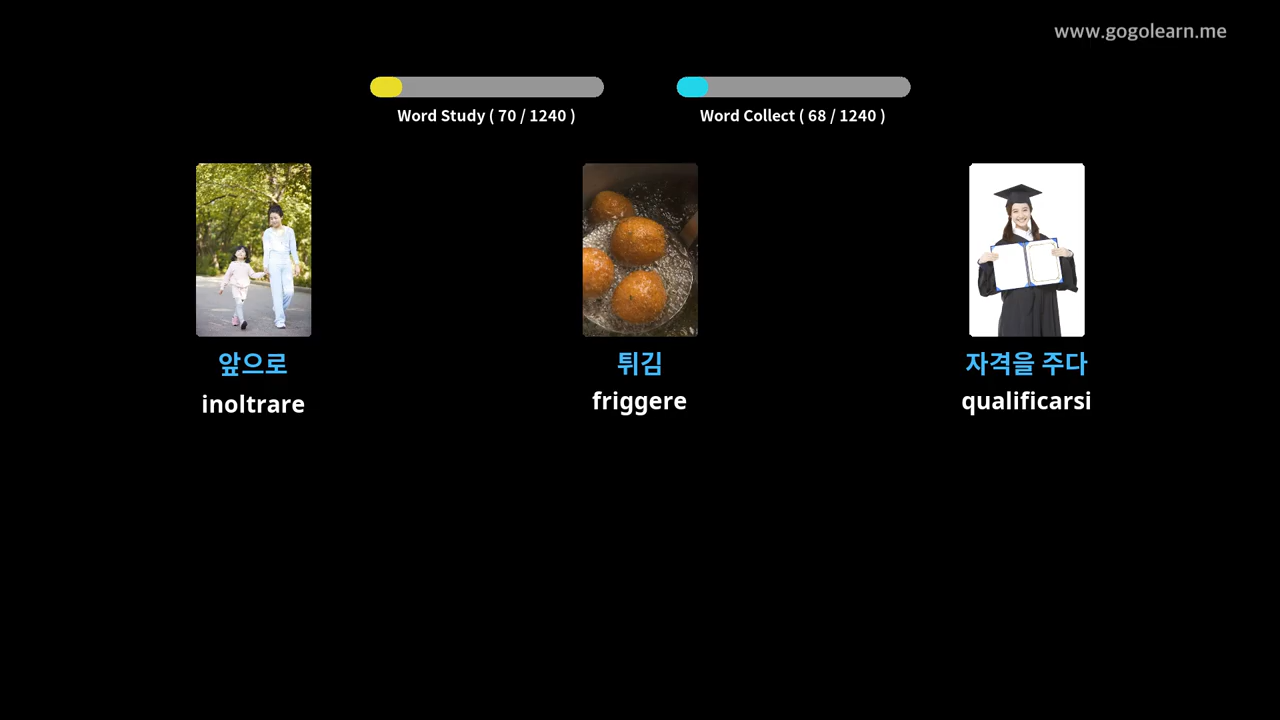 www.gogolearn.me
Word Study ( 70 / 1240 )
Word Collect ( 68 / 1240 )
앞으로
튀김
자격을 주다
inoltrare
friggere
qualificarsi